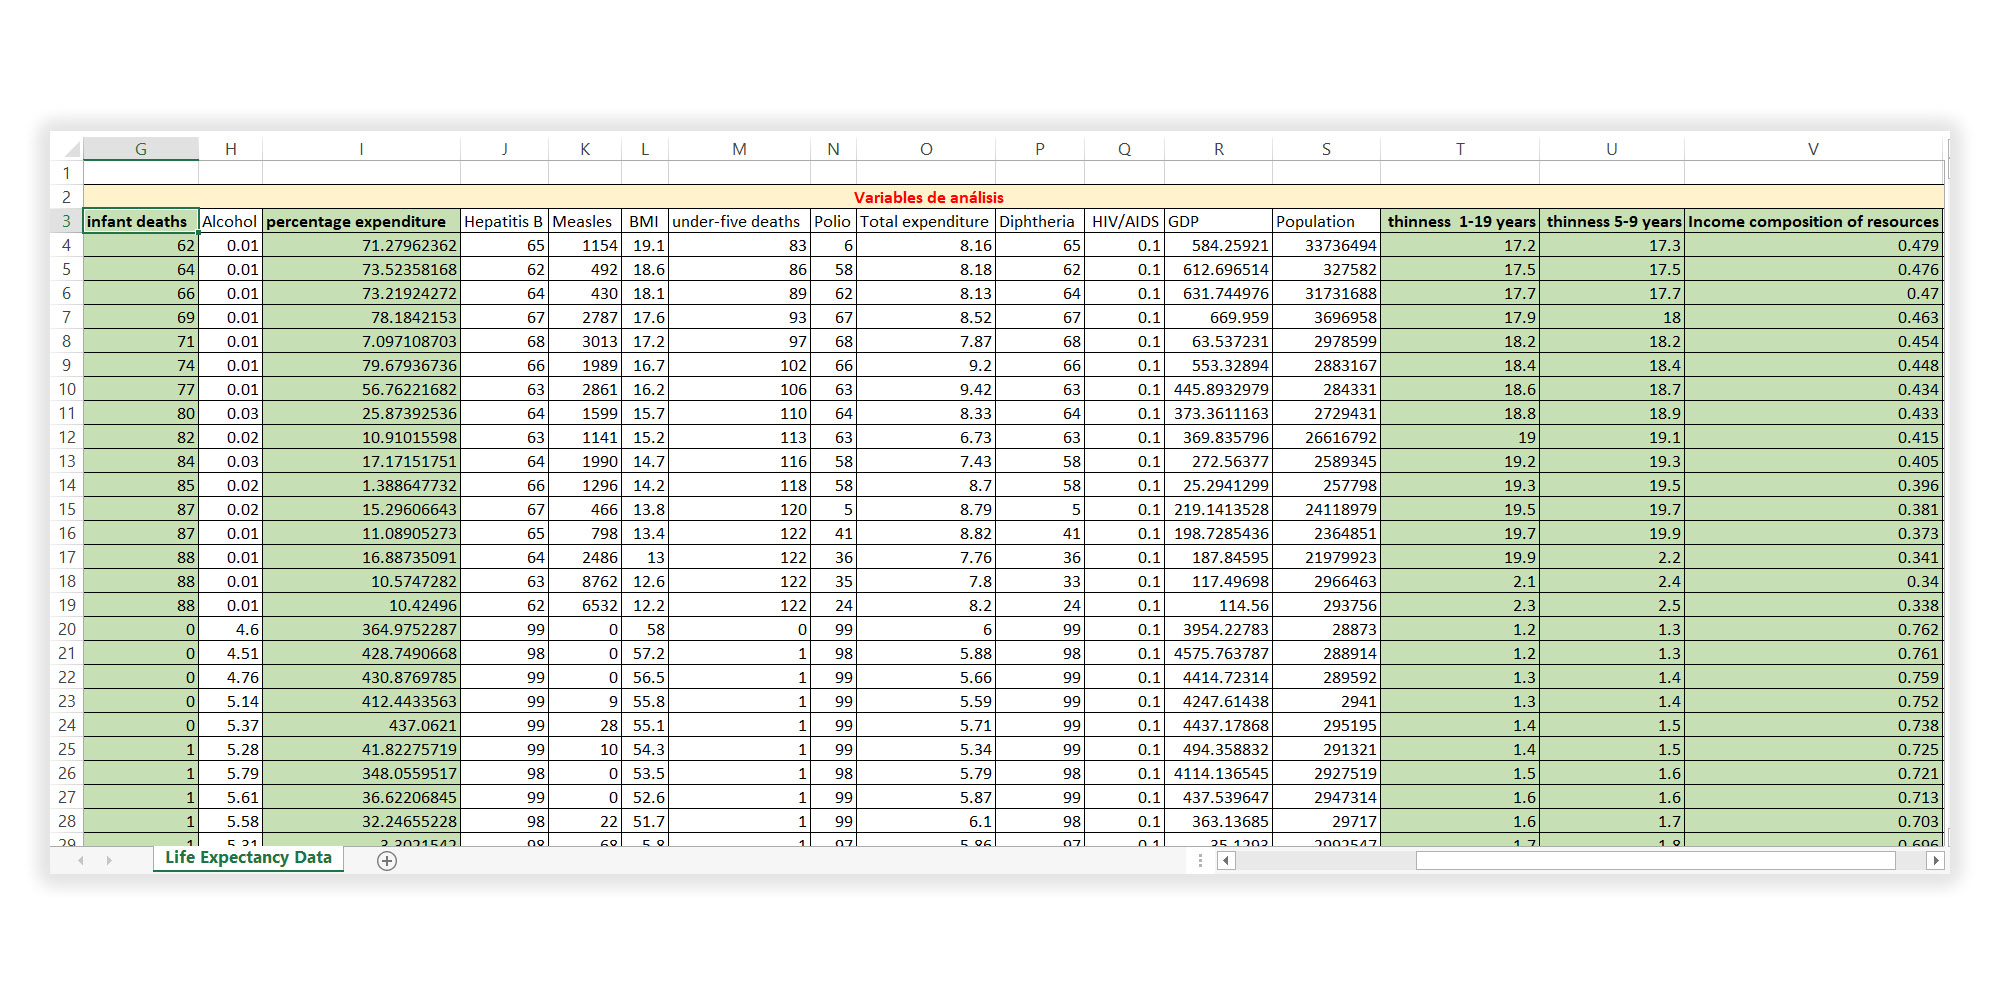 G H I J K L M N O P Q R S T U V
1
2 Variables de análisis
3 infant deaths Alcohol percentage expenditure Hepatitis B Measles BMI under-five deaths Polio Total expenditure Diphtheria HIV/AIDS GDP Population thinness 1-19 years thinness 5-9 years Income composition of resources
4 62 0.01 71.27962362 65 1154 19.1 83 6 8.16 65 0.1 584.25921 33736494 17.2 17.3 0.479
5 64 0.01 73.52358168 62 492 18.6 86 58 8.18 62 0.1 612.696514 327582 17.5 17.5 0.476
6 66 0.01 73.21924272 64 430 18.1 89 62 8.13 64 0.1 631.744976 31731688 17.7 17.7 0.47
7 69 0.01 78.1842153 67 2787 17.6 93 67 8.52 67 0.1 669.959 3696958 17.9 18 0.463
8 71 0.01 7.097108703 68 3013 17.2 97 68 7.87 68 0.1 63.537231 2978599 18.2 18.2 0.454
9 74 0.01 79.67936736 66 1989 16.7 102 66 9.2 66 0.1 553.32894 2883167 18.4 18.4 0.448
10 77 0.01 56.76221682 63 2861 16.2 106 63 9.42 63 0.1 445.8932979 284331 18.6 18.7 0.434
11 80 0.03 25.87392536 64 1599 15.7 110 64 8.33 64 0.1 373.3611163 2729431 18.8 18.9 0.433
12 82 0.02 10.91015598 63 1141 15.2 113 63 6.73 63 0.1 369.835796 26616792 19 19.1 0.415
13 84 0.03 17.17151751 64 1990 14.7 116 58 7.43 58 0.1 272.56377 2589345 19.2 19.3 0.405
14 85 0.02 1.388647732 66 1296 14.2 118 58 8.7 58 0.1 25.2941299 257798 19.3 19.5 0.396
15 87 0.02 15.29606643 67 466 13.8 120 5 8.79 5 0.1 219.1413528 24118979 19.5 19.7 0.381
16 87 0.01 11.08905273 65 798 13.4 122 41 8.82 41 0.1 198.7285436 2364851 19.7 19.9 0.373
17 88 0.01 16.88735091 64 2486 13 122 36 7.76 36 0.1 187.84595 21979923 19.9 2.2 0.341
18 88 0.01 10.5747282 63 8762 12.6 122 35 7.8 33 0.1 117.49698 2966463 2.1 2.4 0.34
19 88 0.01 10.42496 62 6532 12.2 122 24 8.2 24 0.1 114.56 293756 2.3 2.5 0.338
20 0 4.6 364.9752287 99 0 58 0 99 6 99 0.1 3954.22783 28873 1.2 1.3 0.762
21 0 4.51 428.7490668 98 0 57.2 1 98 5.88 98 0.1 4575.763787 288914 1.2 1.3 0.761
22 0 4.76 430.8769785 99 0 56.5 1 99 5.66 99 0.1 4414.72314 289592 1.3 1.4 0.759
23 0 5.14 412.4433563 99 9 55.8 1 99 5.59 99 0.1 4247.61438 2941 1.3 1.4 0.752
24 0 5.37 437.0621 99 28 55.1 1 99 5.71 99 0.1 4437.17868 295195 1.4 1.5 0.738
25 1 5.28 41.82275719 99 10 54.3 1 99 5.34 99 0.1 494.358832 291321 1.4 1.5 0.725
26 1 5.79 348.0559517 98 0 53.5 1 98 5.79 98 0.1 4114.136545 2927519 1.5 1.6 0.721
27 1 5.61 36.62206845 99 0 52.6 1 99 5.87 99 0.1 437.539647 2947314 1.6 1.6 0.713
28 1 5.58 32.24655228 98 22 51.7 1 99 6.1 98 0.1 363.13685 29717 1.6 1.7 0.703
29 1 5.31 3.3021542 98 68 5.8 1 97 5.86 97 0.1 35.1293 2992547 1.7 1.8 0.696
Life Expectancy Data